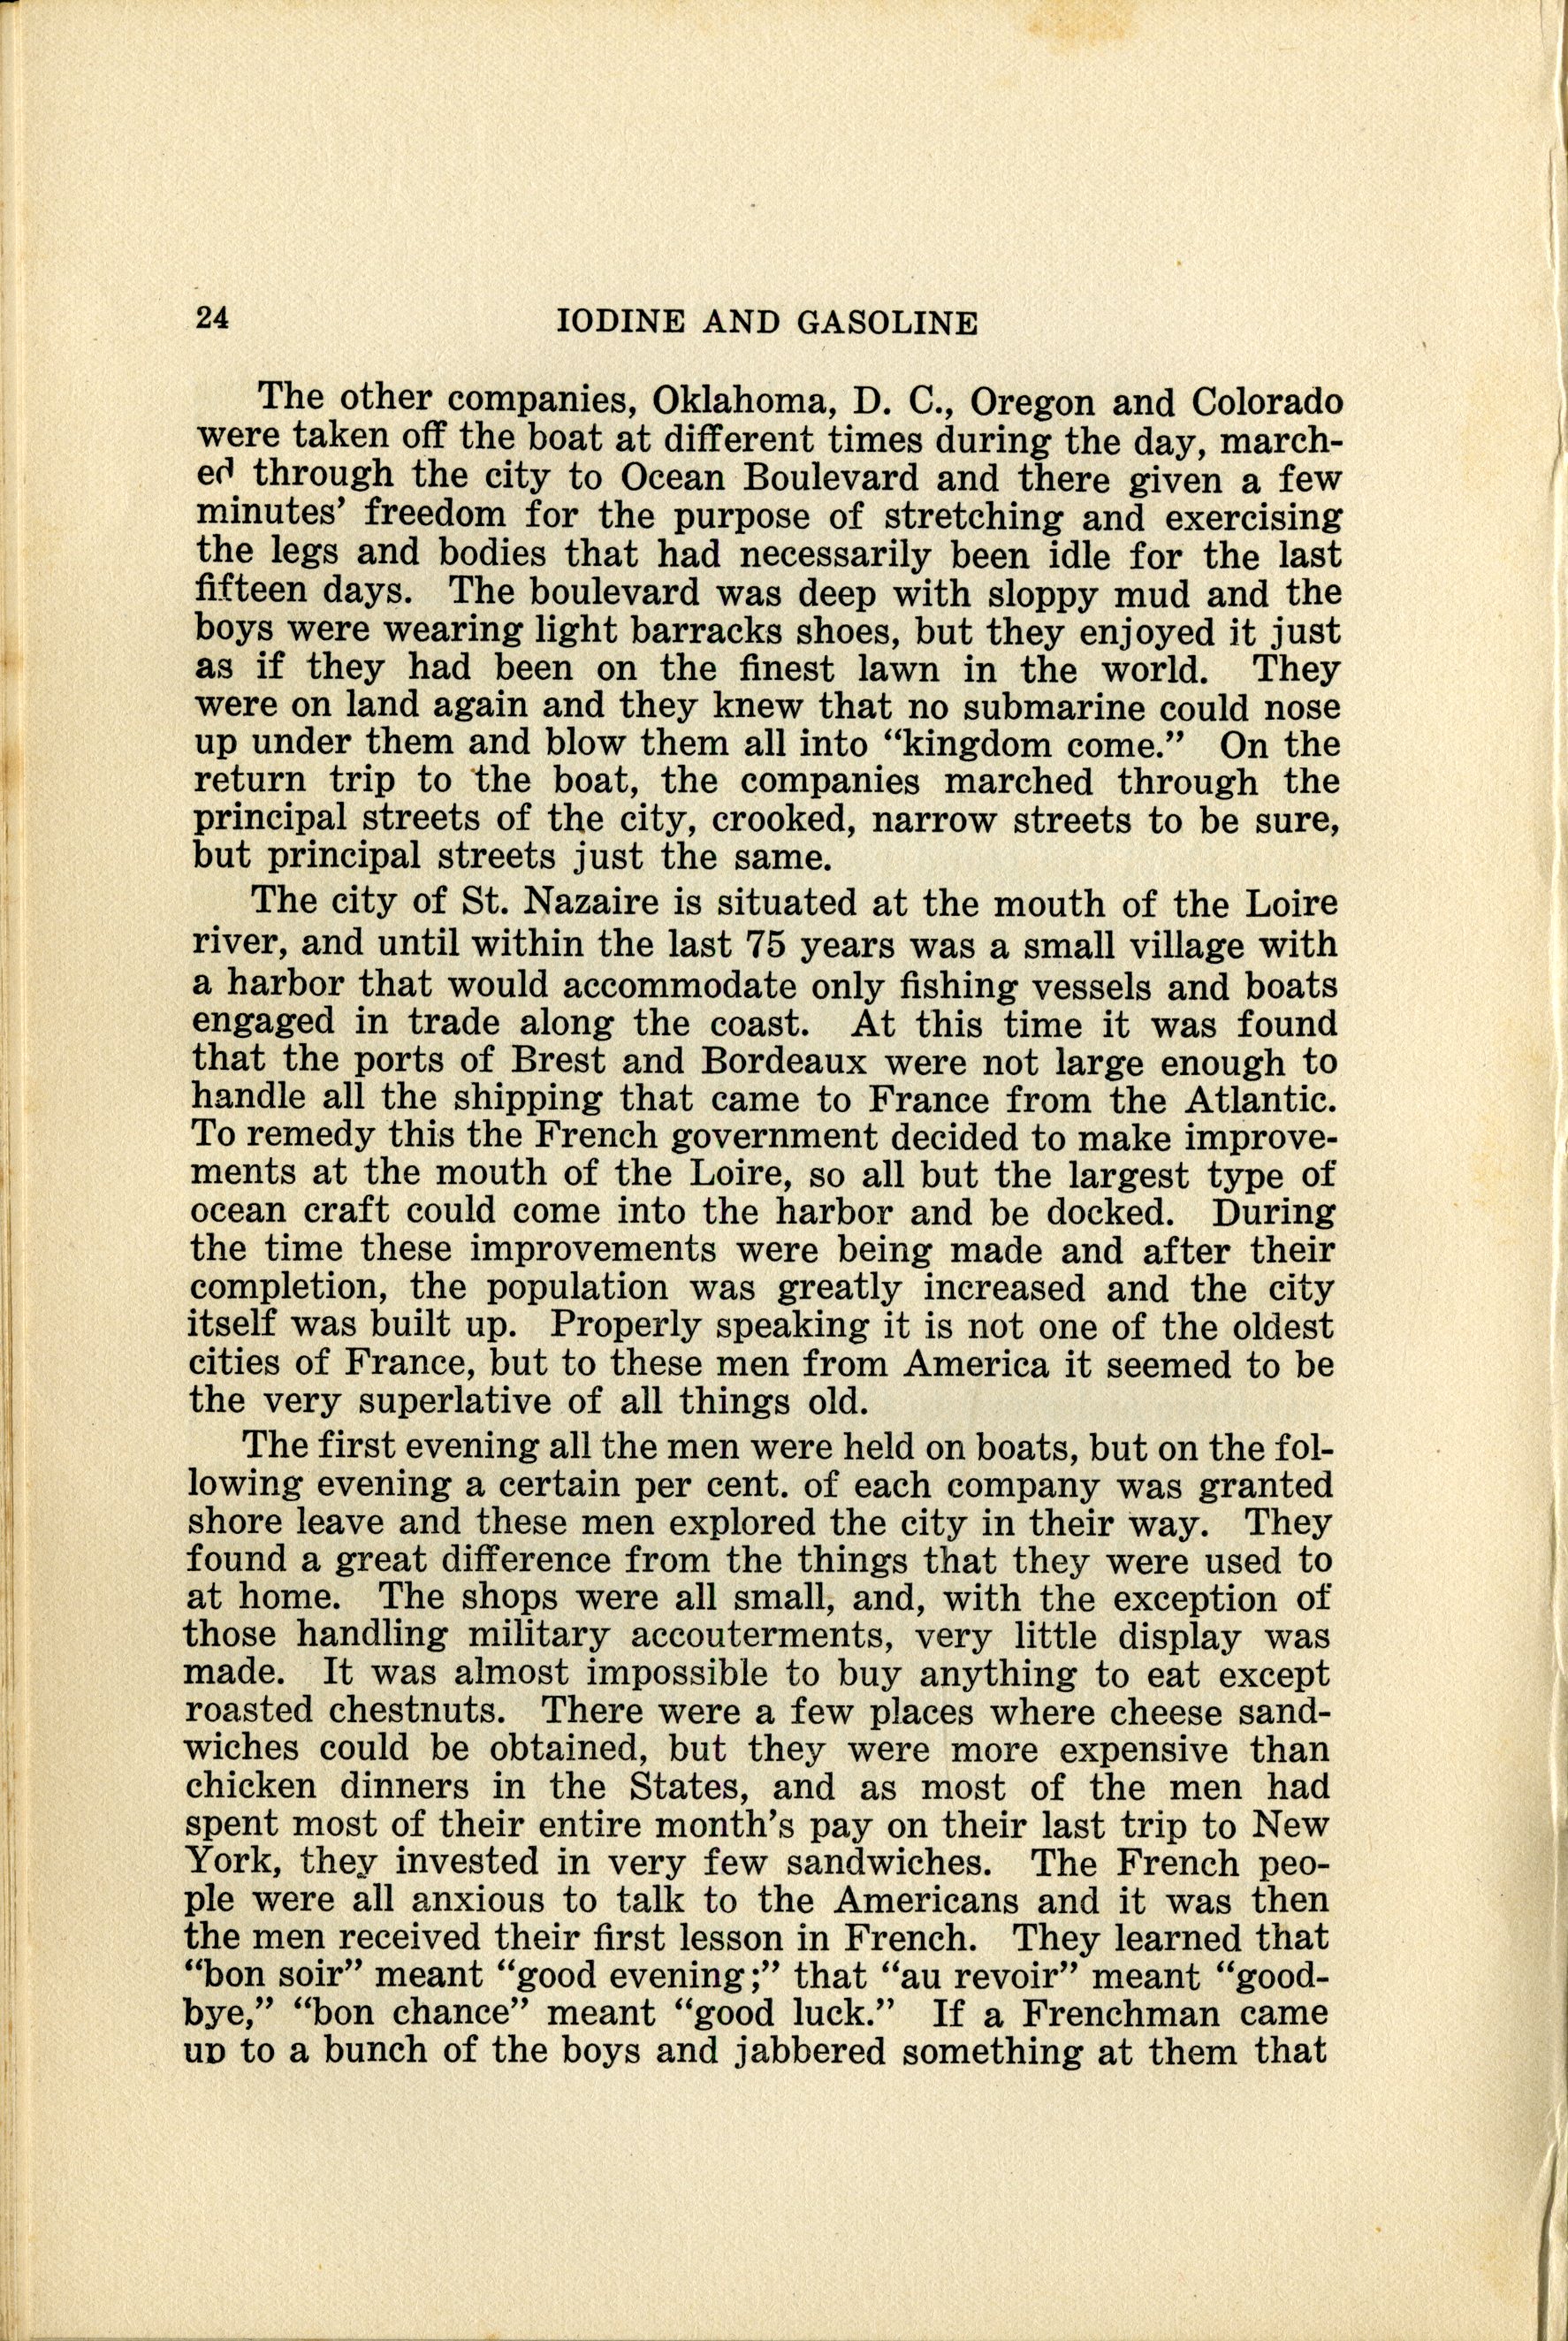 24 IODINE AND GASOLINE
The other companies, Oklahoma, D. C., Oregon and Colorado
were taken off the boat at different times during the day, march-
ed through the city to Ocean Boulevard and there given a few
minutes' freedom for the purpose of stretching and exercising
the legs and bodies that had necessarily been idle for the last
fifteen days. The boulevard was deep with sloppy mud and the
boys were wearing light barracks shoes, but they enjoyed it just
as if they had been on the finest lawn in the world. They
were on land again and they knew that no submarine could nose
up under them and blow them all into "kingdom come." On the
return trip to the boat, the companies marched through the
principal streets of the city, crooked, narrow streets to be sure,
but principal streets just the same.
The city of St. Nazaire is situated at the mouth of the Loire
river, and until within the last 75 years was a small village with
a harbor that would accommodate only fishing vessels and boats
engaged in trade along the coast. At this time it was found
that the ports of Brest and Bordeaux were not large enough to
handle all the shipping that came to France from the Atlantic.
To remedy this the French government decided to make improve-
ments at the mouth of the Loire, so all but the largest type of
ocean craft could come into the harbor and be docked. During
the time these improvements were being made and after their
completion, the population was greatly increased and the city
itself was built up. Properly speaking it is not one of the oldest
cities of France, but to these men from America it seemed to be
the very superlative of all things old.
The first evening all the men were held on boats, but on the fol-
lowing evening a certain per cent. of each company was granted
shore leave and these men explored the city in their way. They
found a great difference from the things that they were used to
at home. The shops were all small, and, with the exception of
those handling military accouterments, very little display was
made. It was almost impossible to buy anything to eat except
roasted chestnuts. There were a few places where cheese sand-
wiches could be obtained, but they were more expensive than
chicken dinners in the States, and as most of the men had
spent most of their entire month's pay on their last trip to New
York, they invested in very few sandwiches. The French peo-
ple were all anxious to talk to the Americans and it was then
the men received their first lesson in French. They learned that
"bon soir" meant "good evening;" that "au revoir" meant "good-
bye," "bon chance" meant "good luck." If a Frenchman came
up to a bunch of the boys and jabbered something at them that